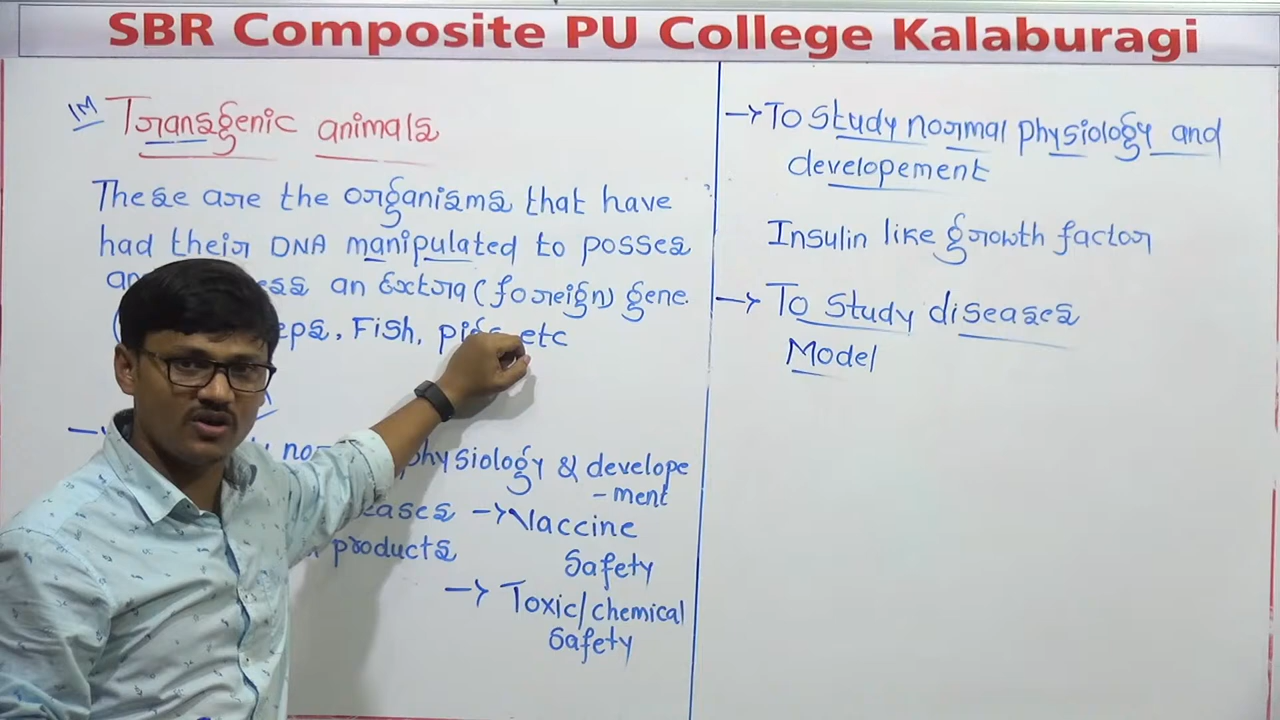 SBR Composite PU College Kalaburagi
1M Transgenic animals
These are the organisms that have
had their DNA manipulated to posses
an extra (foreign) gene.
Fish, pigs etc
physiology & develope
-ment
→ Vaccine
products
Safety
→ Toxic/chemical
Safety
→ To study normal physiology and
developement
Insulin like growth factor
→ To study diseases
Model